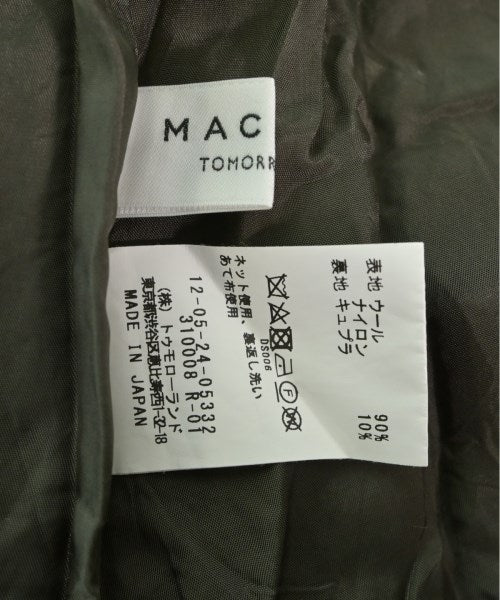 MAC
TOMORR
表地 ウール 90%
ナイロン 10%
裏地 キュプラ
DS006
ネット使用、裏返し洗い
あて布使用
12-05-24-05332
310008 R-01
(株) トゥモローランド
東京都渋谷区恵比寿西1-32-18
MADE IN JAPAN